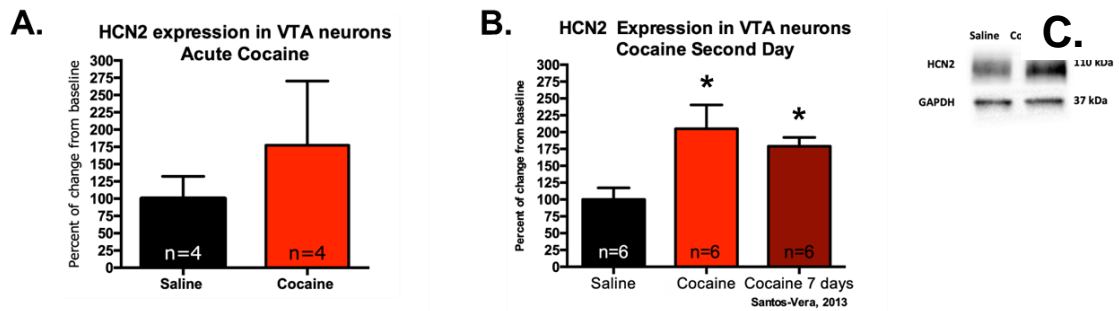 A.
HCN2 expression in VTA neurons
Acute Cocaine
Percent of change from baseline
300
275
250
225
200
175
150
125
100
75
50
25
0
n=4
n=4
Saline
Cocaine
B.
HCN2 Expression in VTA neurons
Cocaine Second Day
Percent of change from baseline
300
275
250
225
200
175
150
125
100
75
50
25
0
*
*
n=6
n=6
n=6
Saline
Cocaine
Cocaine 7 days
Santos-Vera, 2013
C.
Saline
HCN2
110 kDa
GAPDH
37 kDa